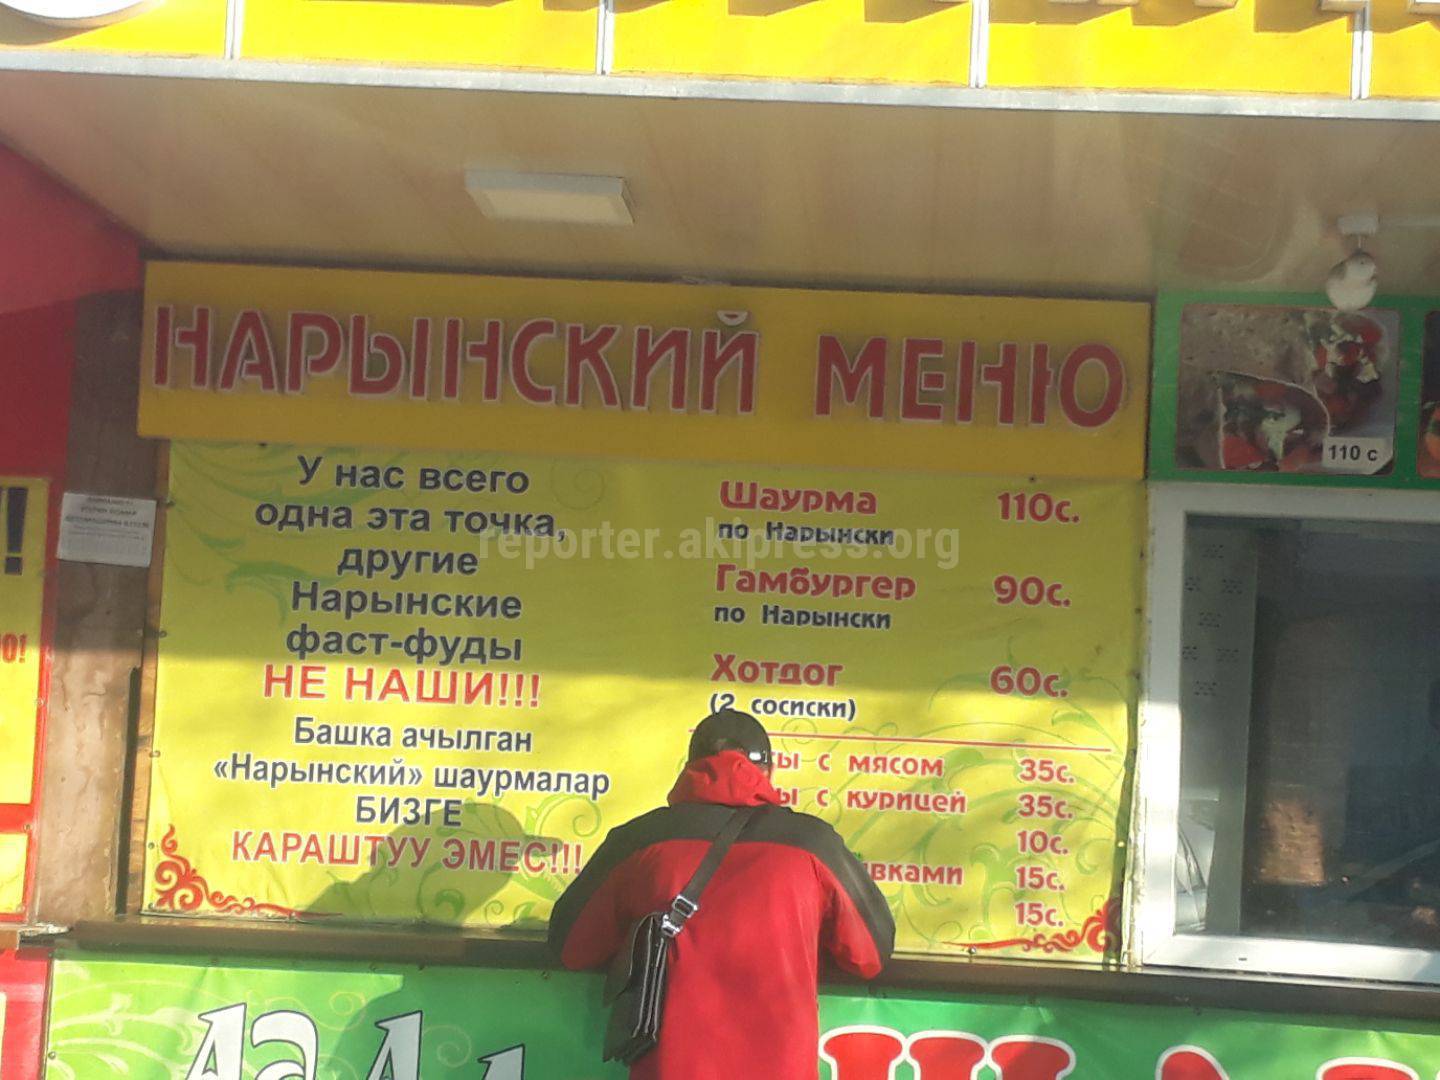 НАРЫНСКИЙ МЕНЮ
У нас всего
одна эта точка,
другие
Нарынские
фаст-фуды
НЕ НАШИ!!!
Башка ачылган
«Нарынский» шаурмалар
БИЗГЕ
КАРАШТУУ ЭМЕС!!!
Шаурма 110с.
по Нарынски
Гамбургер 90с.
по Нарынски
Хотдог 60с.
(2 сосиски)
с мясом 35с.
с курицей 35с.
10с.
15с.
15с.
110 с
reporter.akipress.org